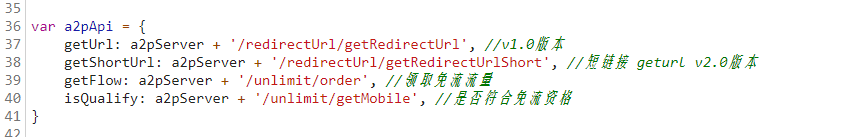 35
36 var a2pApi = {
37 getUrl: a2pServer + '/redirectUrl/getRedirectUrl', //v1.0版本
38 getShortUrl: a2pServer + '/redirectUrl/getRedirectUrlShort', //短链接 geturl v2.0版本
39 getFlow: a2pServer + '/unlimit/order', //领取免流流量
40 isQualify: a2pServer + '/unlimit/getMobile', //是否符合免流资格
41 }
42